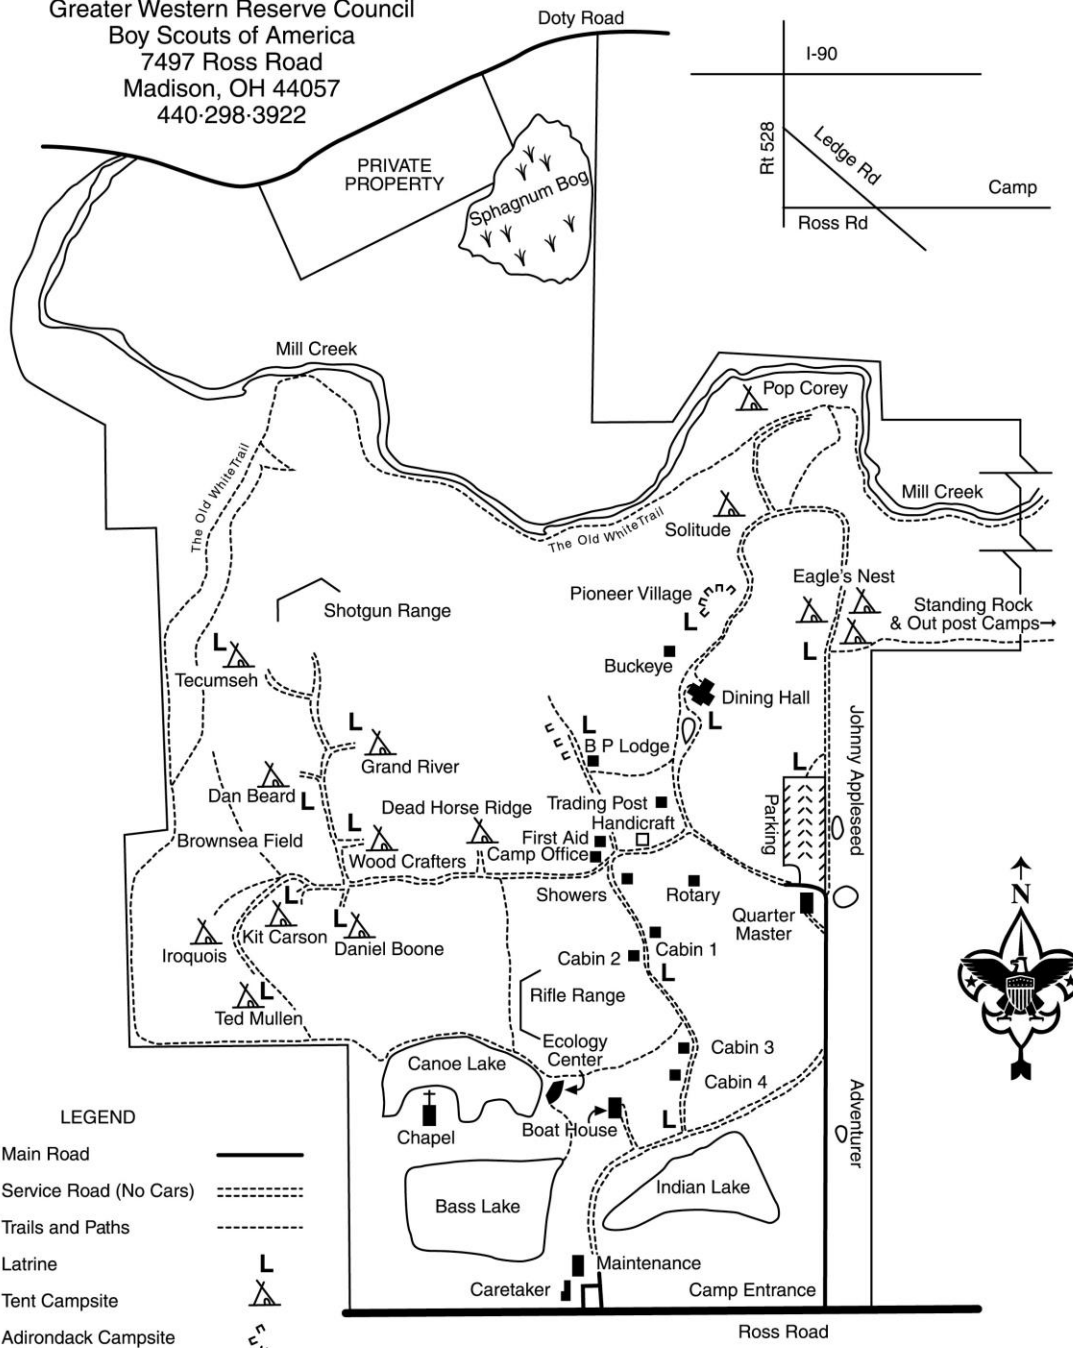 Greater Western Reserve Council
Boy Scouts of America
7497 Ross Road
Madison, OH 44057
440·298·3922
Doty Road
I-90
Rt 528
Ledge Rd
Camp
Ross Rd
PRIVATE
PROPERTY
Sphagnum Bog
Mill Creek
Pop Corey
The Old White Trail
Mill Creek
Solitude
The Old White Trail
Eagle's Nest
Pioneer Village
Standing Rock
& Out post Camps→
Shotgun Range
L
L
L
Buckeye
Tecumseh
Dining Hall
L
L
L
B P Lodge
Johnny Appleseed
Grand River
L
Dan Beard
L
Parking
Trading Post
Dead Horse Ridge
Handicraft
L
Brownsea Field
First Aid
Wood Crafters
Camp Office
Showers
Rotary
L
Quarter
Master
N
L
Kit Carson
Daniel Boone
Iroquois
Cabin 1
Cabin 2
L
L
Rifle Range
Ted Mullen
Ecology
Center
Cabin 3
Canoe Lake
Cabin 4
Adventurer
L
Chapel
Boat House
Indian Lake
Bass Lake
Maintenance
Caretaker
Camp Entrance
Ross Road
LEGEND
Main Road
Service Road (No Cars)
Trails and Paths
Latrine L
Tent Campsite
Adirondack Campsite